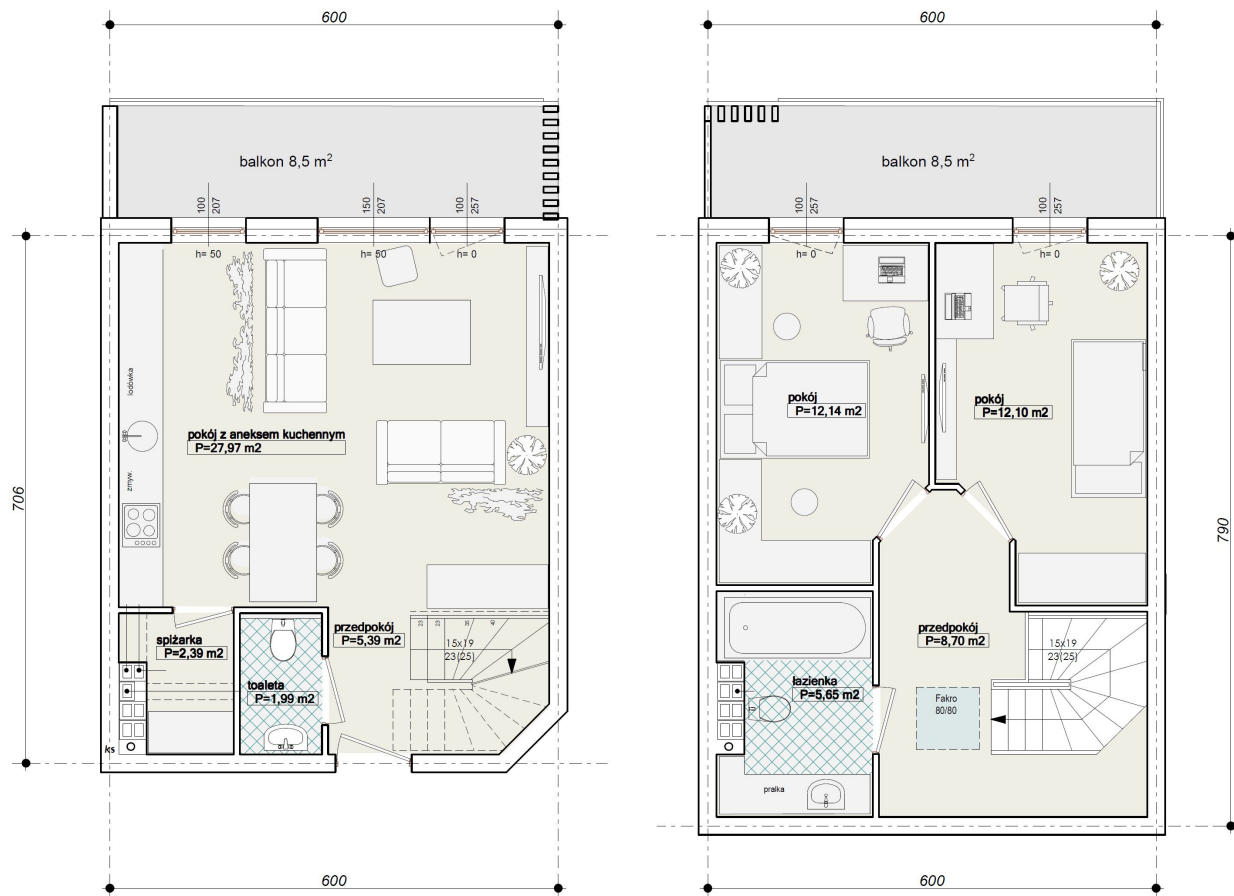 600
600
balkon 8,5 m²
balkon 8,5 m²
100
207
150
207
100
257
100
257
100
257
h= 50
h= 50
h= 0
h= 0
h= 0
lodówka
zmyw.
pokój z aneksem kuchennym
P=27,97 m2
pokój
P=12,14 m2
pokój
P=12,10 m2
706
790
spiżarka
P=2,39 m2
toaleta
P=1,99 m2
przedpokój
P=5,39 m2
23
23
35
40
15x19
23(25)
ks
łazienka
P=5,65 m2
pralka
przedpokój
P=8,70 m2
15x19
23(25)
Fakro
80/80
600
600